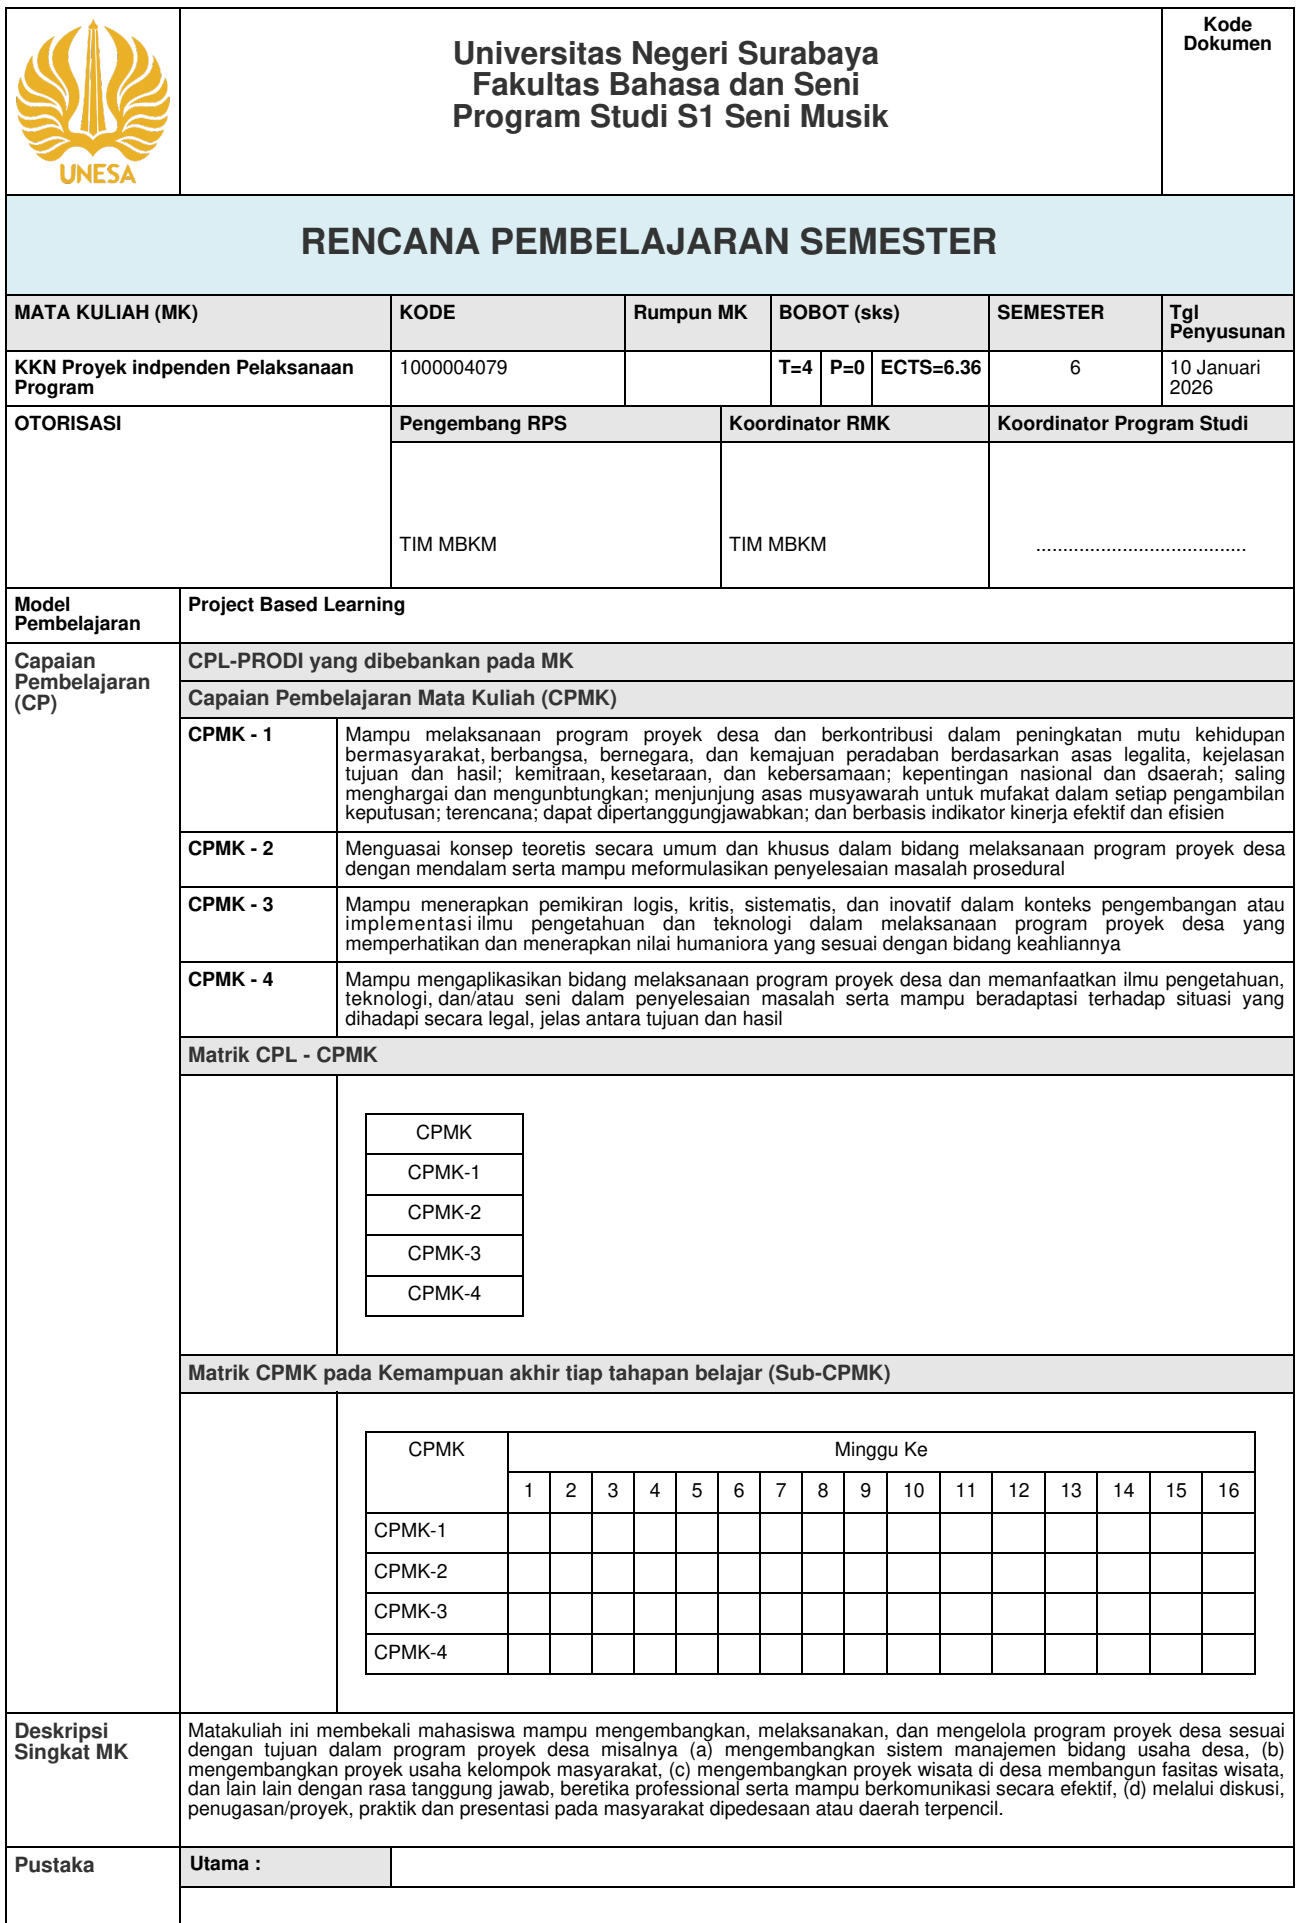 UNESA
Universitas Negeri Surabaya
Fakultas Bahasa dan Seni
Program Studi S1 Seni Musik
Kode
Dokumen
RENCANA PEMBELAJARAN SEMESTER
MATA KULIAH (MK) KODE Rumpun MK BOBOT (sks) SEMESTER Tgl
Penyusunan
KKN Proyek indpenden Pelaksanaan
Program
1000004079 T=4 P=0 ECTS=6.36 6 10 Januari
2026
OTORISASI Pengembang RPS Koordinator RMK Koordinator Program Studi
TIM MBKM TIM MBKM .......................................
Model
Pembelajaran
Project Based Learning
Capaian
Pembelajaran
(CP)
CPL-PRODI yang dibebankan pada MK
Capaian Pembelajaran Mata Kuliah (CPMK)
CPMK - 1 Mampu melaksanaan program proyek desa dan berkontribusi dalam peningkatan mutu kehidupan
bermasyarakat, berbangsa, bernegara, dan kemajuan peradaban berdasarkan asas legalita, kejelasan
tujuan dan hasil; kemitraan, kesetaraan, dan kebersamaan; kepentingan nasional dan dsaerah; saling
menghargai dan mengunbtungkan; menjunjung asas musyawarah untuk mufakat dalam setiap pengambilan
keputusan; terencana; dapat dipertanggungjawabkan; dan berbasis indikator kinerja efektif dan efisien
CPMK - 2 Menguasai konsep teoretis secara umum dan khusus dalam bidang melaksanaan program proyek desa
dengan mendalam serta mampu meformulasikan penyelesaian masalah prosedural
CPMK - 3 Mampu menerapkan pemikiran logis, kritis, sistematis, dan inovatif dalam konteks pengembangan atau
implementasi ilmu pengetahuan dan teknologi dalam melaksanaan program proyek desa yang
memperhatikan dan menerapkan nilai humaniora yang sesuai dengan bidang keahliannya
CPMK - 4 Mampu mengaplikasikan bidang melaksanaan program proyek desa dan memanfaatkan ilmu pengetahuan,
teknologi, dan/atau seni dalam penyelesaian masalah serta mampu beradaptasi terhadap situasi yang
dihadapi secara legal, jelas antara tujuan dan hasil
Matrik CPL - CPMK
CPMK
CPMK-1
CPMK-2
CPMK-3
CPMK-4
Matrik CPMK pada Kemampuan akhir tiap tahapan belajar (Sub-CPMK)
CPMK Minggu Ke
1 2 3 4 5 6 7 8 9 10 11 12 13 14 15 16
CPMK-1
CPMK-2
CPMK-3
CPMK-4
Deskripsi
Singkat MK
Matakuliah ini membekali mahasiswa mampu mengembangkan, melaksanakan, dan mengelola program proyek desa sesuai
dengan tujuan dalam program proyek desa misalnya (a) mengembangkan sistem manajemen bidang usaha desa, (b)
mengembangkan proyek usaha kelompok masyarakat, (c) mengembangkan proyek wisata di desa membangun fasitas wisata,
dan lain lain dengan rasa tanggung jawab, beretika professional serta mampu berkomunikasi secara efektif, (d) melalui diskusi,
penugasan/proyek, praktik dan presentasi pada masyarakat dipedesaan atau daerah terpencil.
Pustaka Utama :